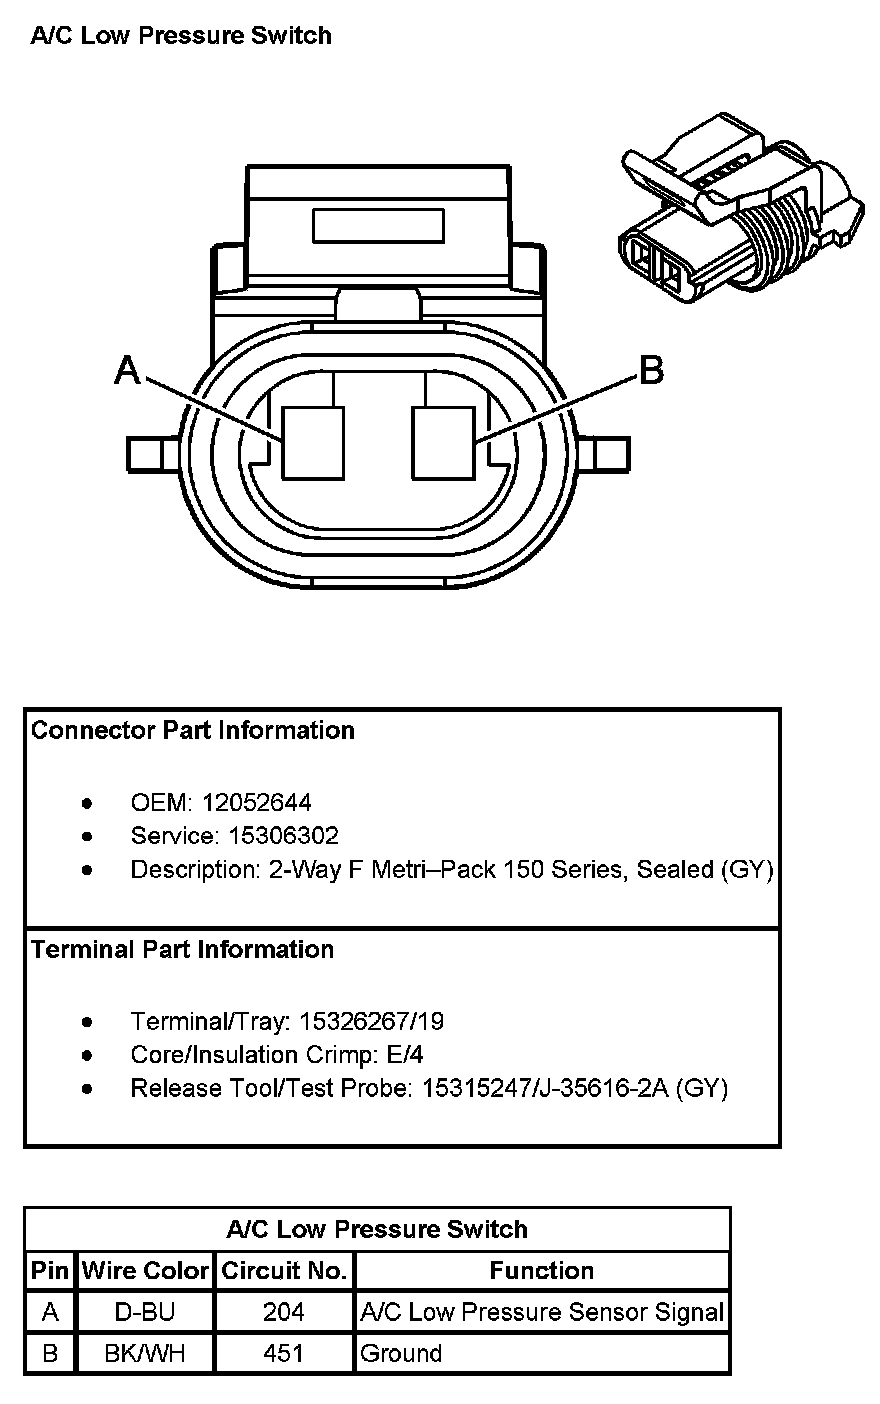 A/C Low Pressure Switch
A
B
Connector Part Information
• OEM: 12052644
• Service: 15306302
• Description: 2-Way F Metri–Pack 150 Series, Sealed (GY)
Terminal Part Information
• Terminal/Tray: 15326267/19
• Core/Insulation Crimp: E/4
• Release Tool/Test Probe: 15315247/J-35616-2A (GY)
A/C Low Pressure Switch
Pin Wire Color Circuit No. Function
A D-BU 204 A/C Low Pressure Sensor Signal
B BK/WH 451 Ground